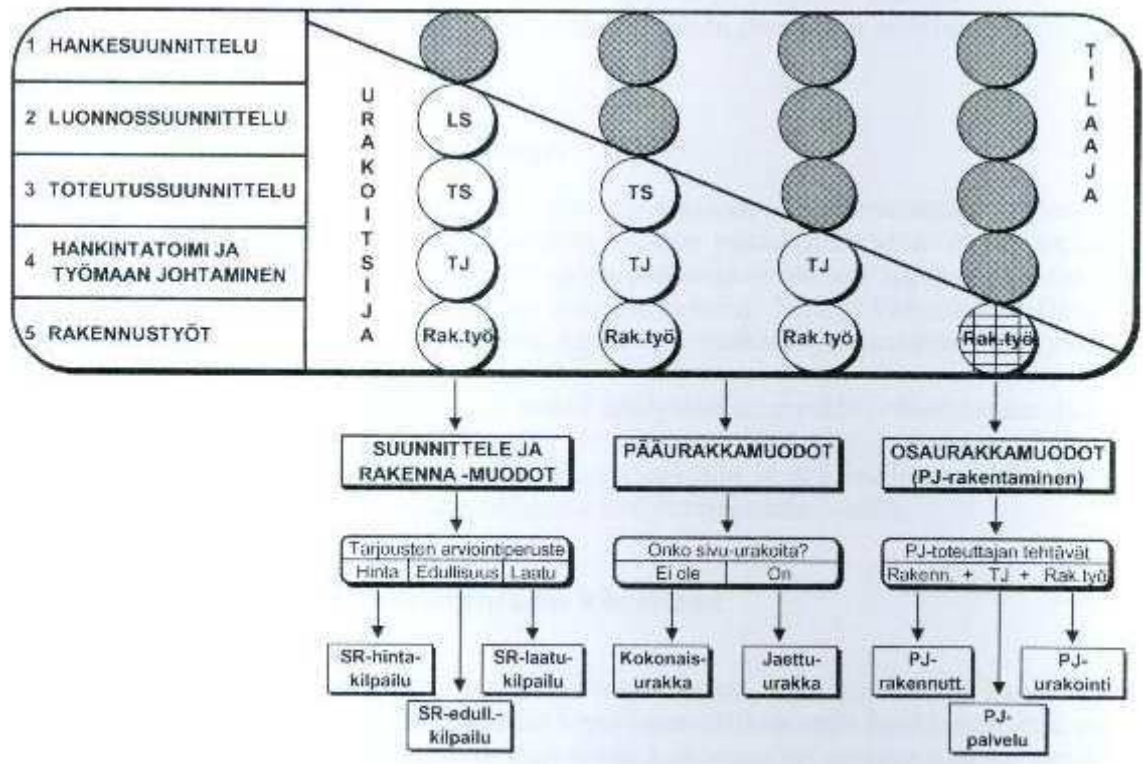 1 HANKESUUNNITTELU
2 LUONNOSSUUNNITTELU
3 TOTEUTUSSUUNNITTELU
4 HANKINTATOIMI JA
TYÖMAAN JOHTAMINEN
5 RAKENNUSTYÖT
URAKOITSIJA
TILAAJA
LS
TS
TS
TJ
TJ
TJ
Rak.työ
Rak.työ
Rak.työ
Rak.työ
SUUNNITTELE JA
RAKENNA -MUODOT
PÄÄURAKKAMUODOT
OSAURAKKAMUODOT
(PJ-rakentaminen)
Tarjousten arviointiperuste
Hinta Edullisuus Laatu
Onko sivu-urakoita?
Ei ole On
PJ-toteuttajan tehtävät
Rakenn. + TJ + Rak.työ
SR-hinta-
kilpailu
SR-edull.-
kilpailu
SR-laatu-
kilpailu
Kokonais-
urakka
Jaettu-
urakka
PJ-
rakennutt.
PJ-
palvelu
PJ-
urakointi